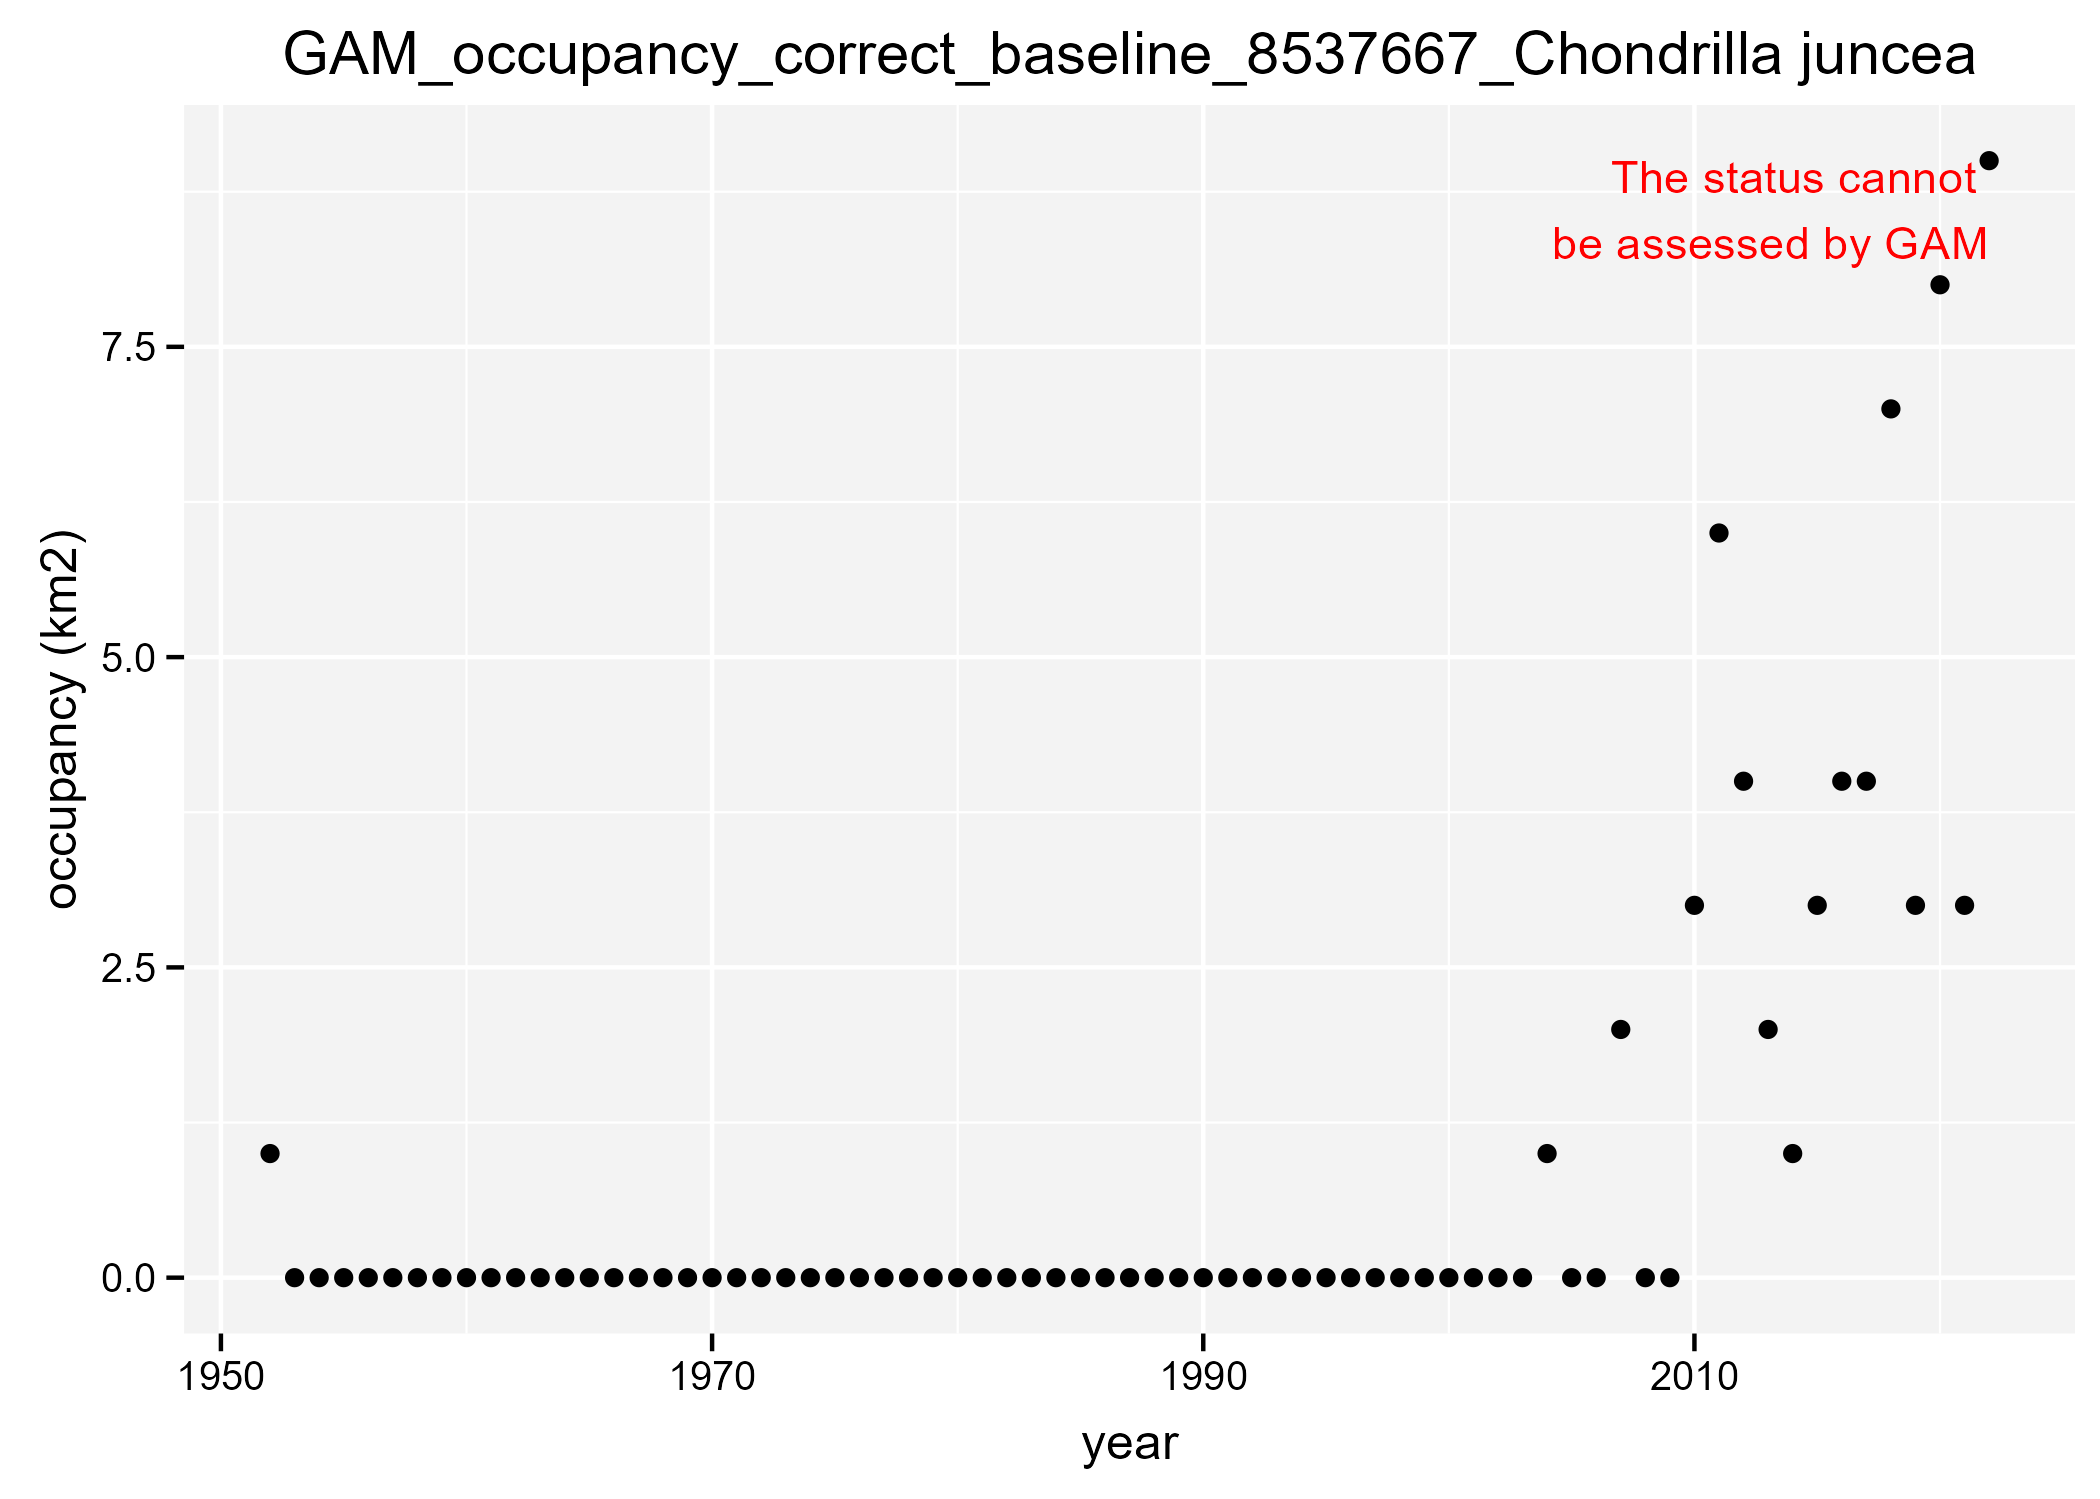 GAM_occupancy_correct_baseline_8537667_Chondrilla juncea
The status cannot
be assessed by GAM
7.5
5.0
2.5
0.0
occupancy (km2)
1950 1970 1990 2010
year